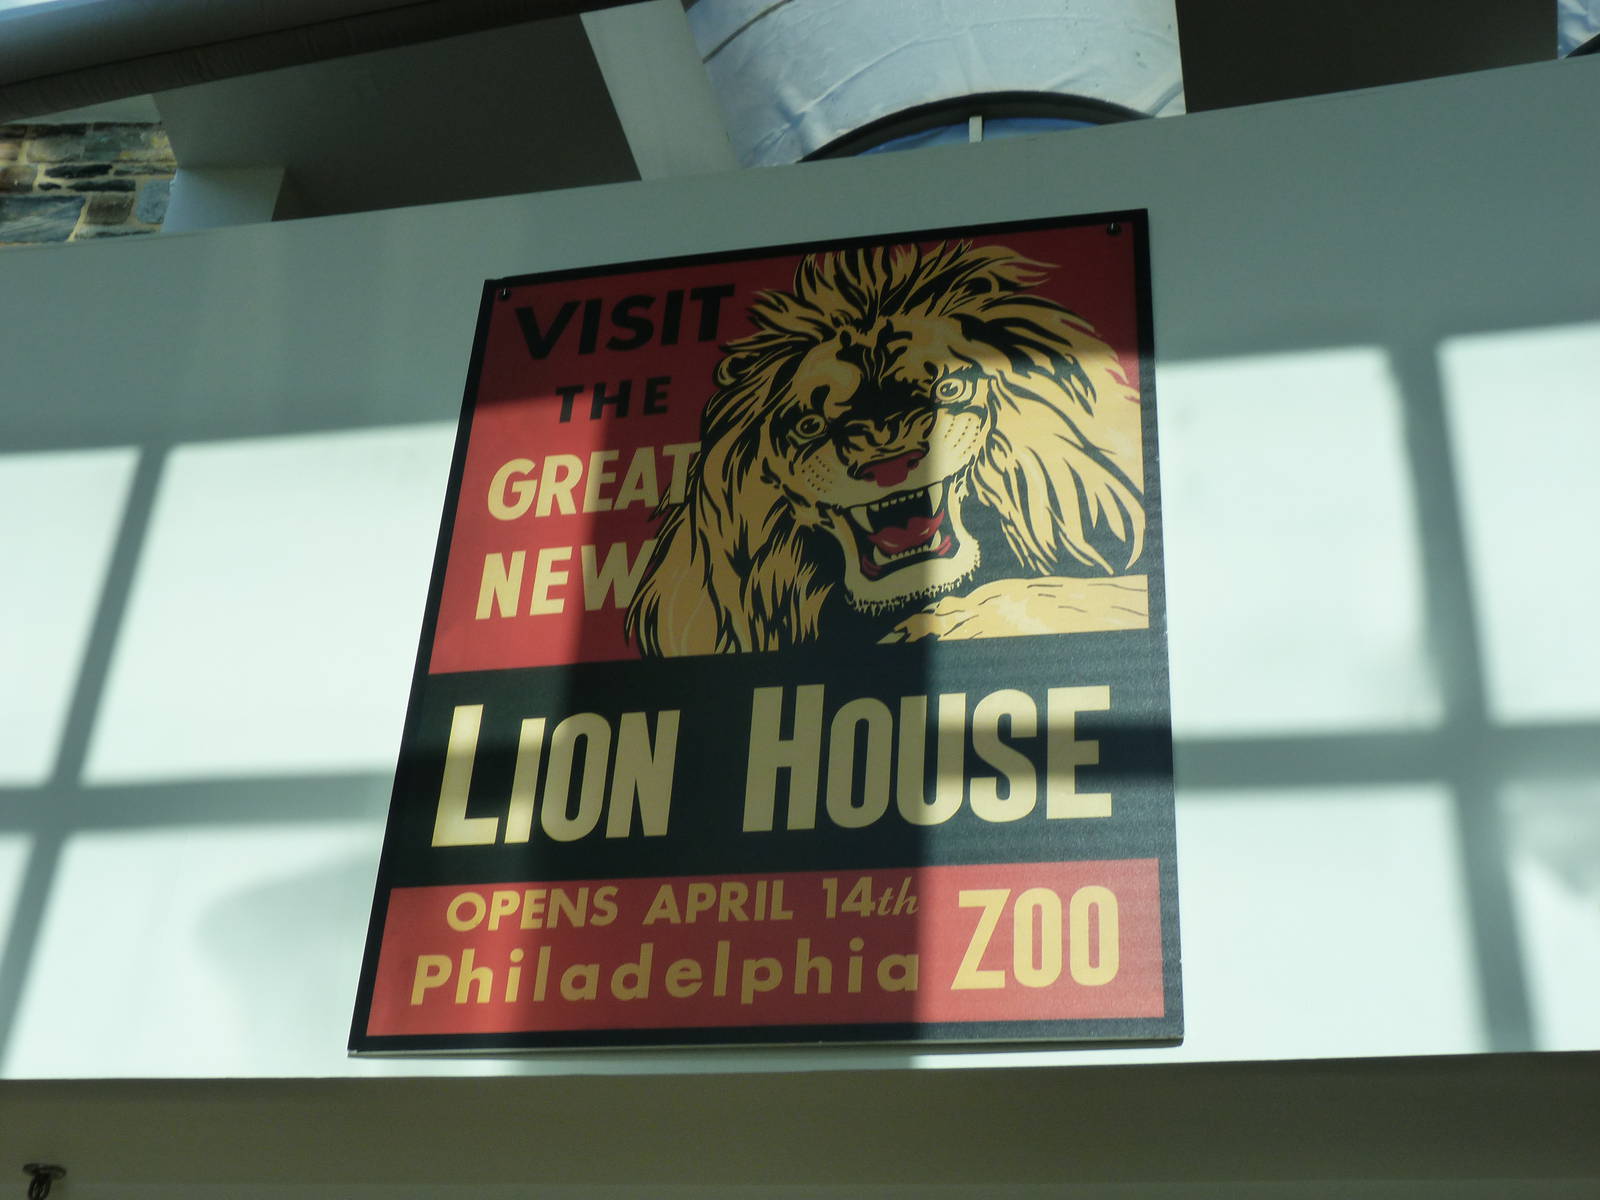 VISIT
THE
GREAT
NEW
LION HOUSE
OPENS APRIL 14th
Philadelphia ZOO